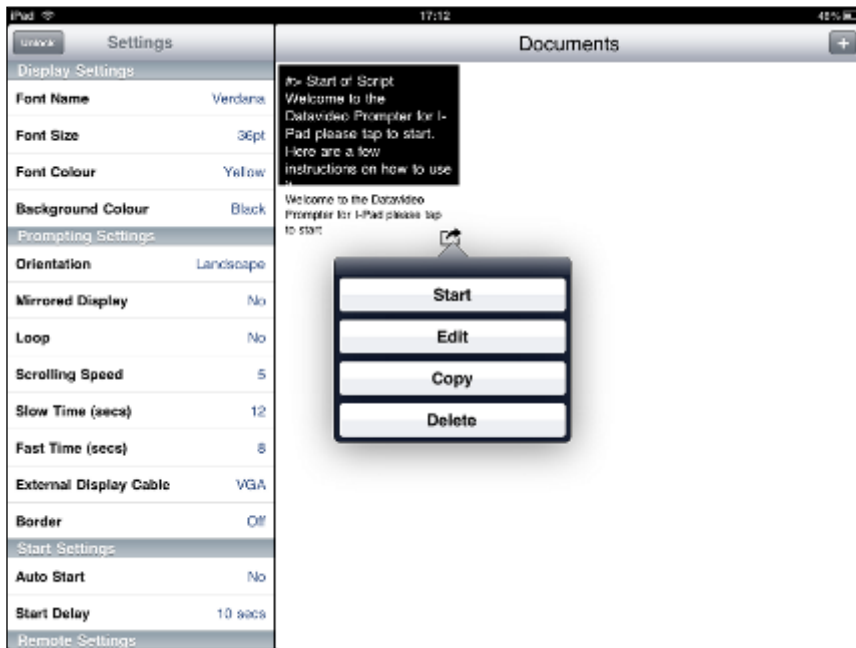 iPad 17:12 48%
Unlock Settings
Display Settings
Font Name Verdana
Font Size 36pt
Font Colour Yellow
Background Colour Black
Prompting Settings
Orientation Landscape
Mirrored Display No
Loop No
Scrolling Speed 5
Slow Time (secs) 12
Fast Time (secs) 8
External Display Cable VGA
Border Off
Start Settings
Auto Start No
Start Delay 10 secs
Remote Settings
Documents +
#> Start of Script
Welcome to the
Datavideo Prompter for I-
Pad please tap to start.
Here are a few
instructions on how to use
Welcome to the Datavideo
Prompter for I-Pad please tap
to start
Start
Edit
Copy
Delete